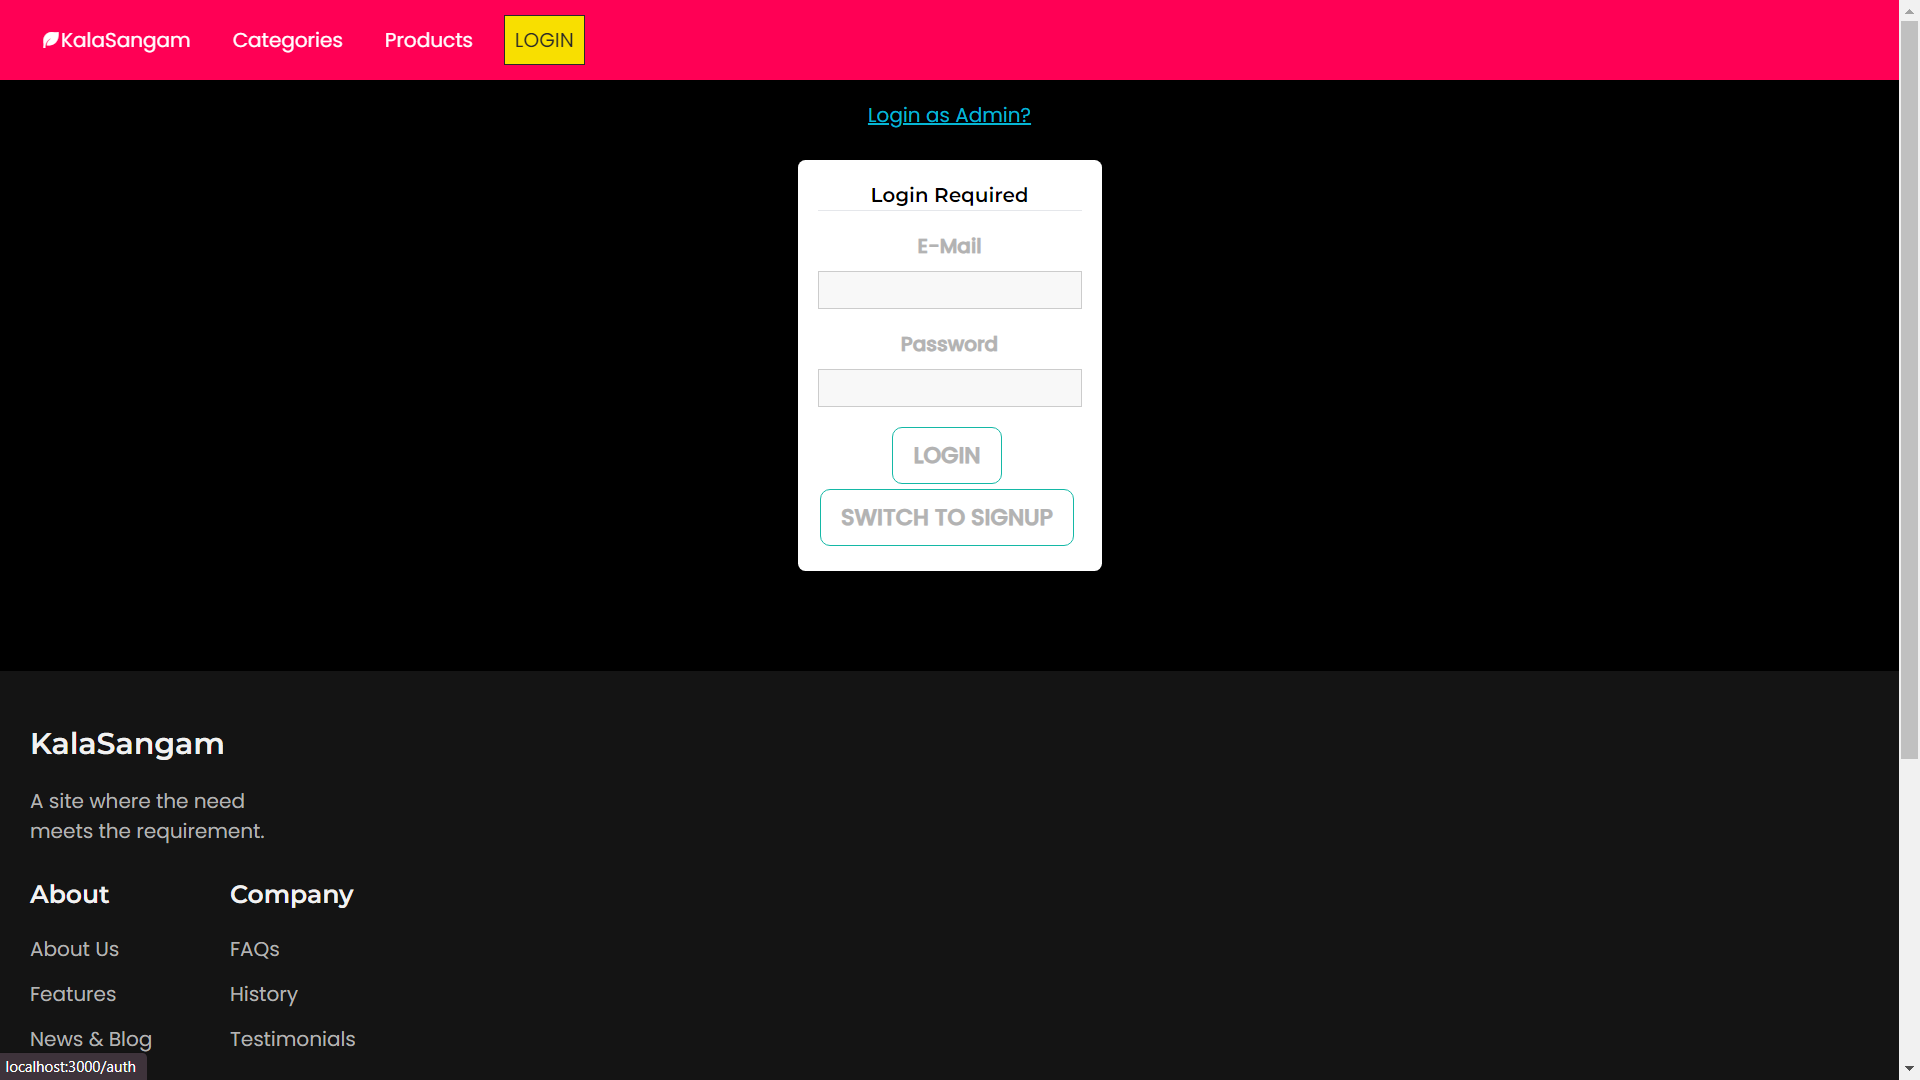 KalaSangam Categories Products LOGIN
Login as Admin?
Login Required
E-Mail
Password
LOGIN
SWITCH TO SIGNUP
KalaSangam
A site where the need
meets the requirement.
About Company
About Us FAQs
Features History
News & Blog Testimonials
localhost:3000/auth